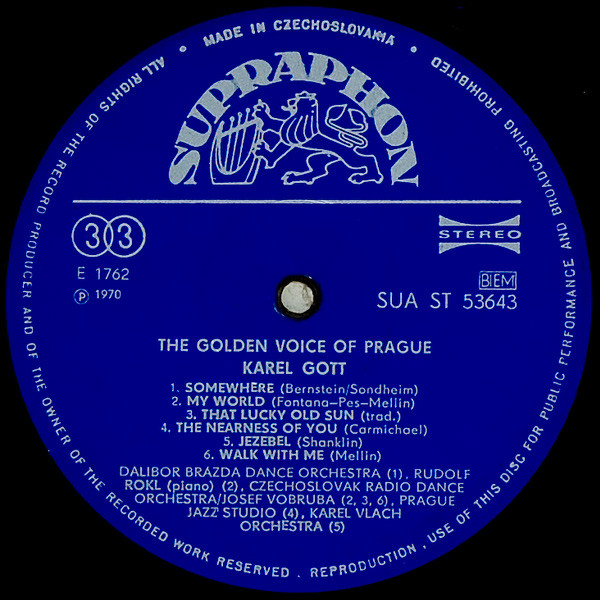 MADE IN CZECHOSLOVAKIA
ALL RIGHTS OF THE RECORD PRODUCER AND OF THE OWNER OF THE RECORDED WORK RESERVED . REPRODUCTION , USE OF THIS DISC FOR PUBLIC PERFORMANCE AND BROADCASTING PROHIBITED
SUPRAPHON
33
STEREO
E 1762
℗ 1970
BIEM
SUA ST 53643
THE GOLDEN VOICE OF PRAGUE
KAREL GOTT
1. SOMEWHERE (Bernstein/Sondheim)
2. MY WORLD (Fontana-Pes-Mellin)
3. THAT LUCKY OLD SUN (trad.)
4. THE NEARNESS OF YOU (Carmichael)
5. JEZEBEL (Shanklin)
6. WALK WITH ME (Mellin)
DALIBOR BRAZDA DANCE ORCHESTRA (1), RUDOLF
ROKL (piano) (2), CZECHOSLOVAK RADIO DANCE
ORCHESTRA/JOSEF VOBRUBA (2, 3, 6), PRAGUE
JAZZ STUDIO (4), KAREL VLACH
ORCHESTRA (5)